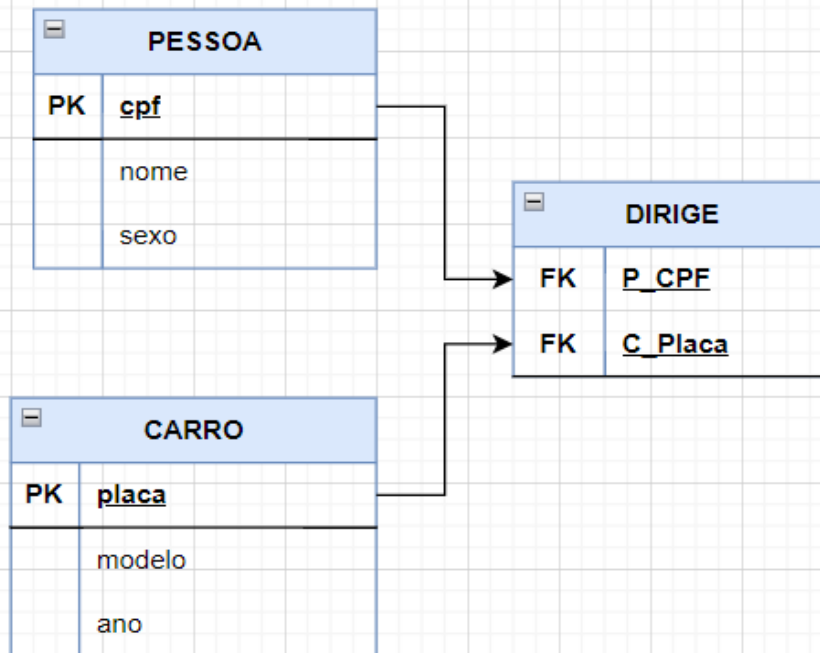 PESSOA
PK cpf
nome
sexo
DIRIGE
FK P_CPF
FK C_Placa
CARRO
PK placa
modelo
ano